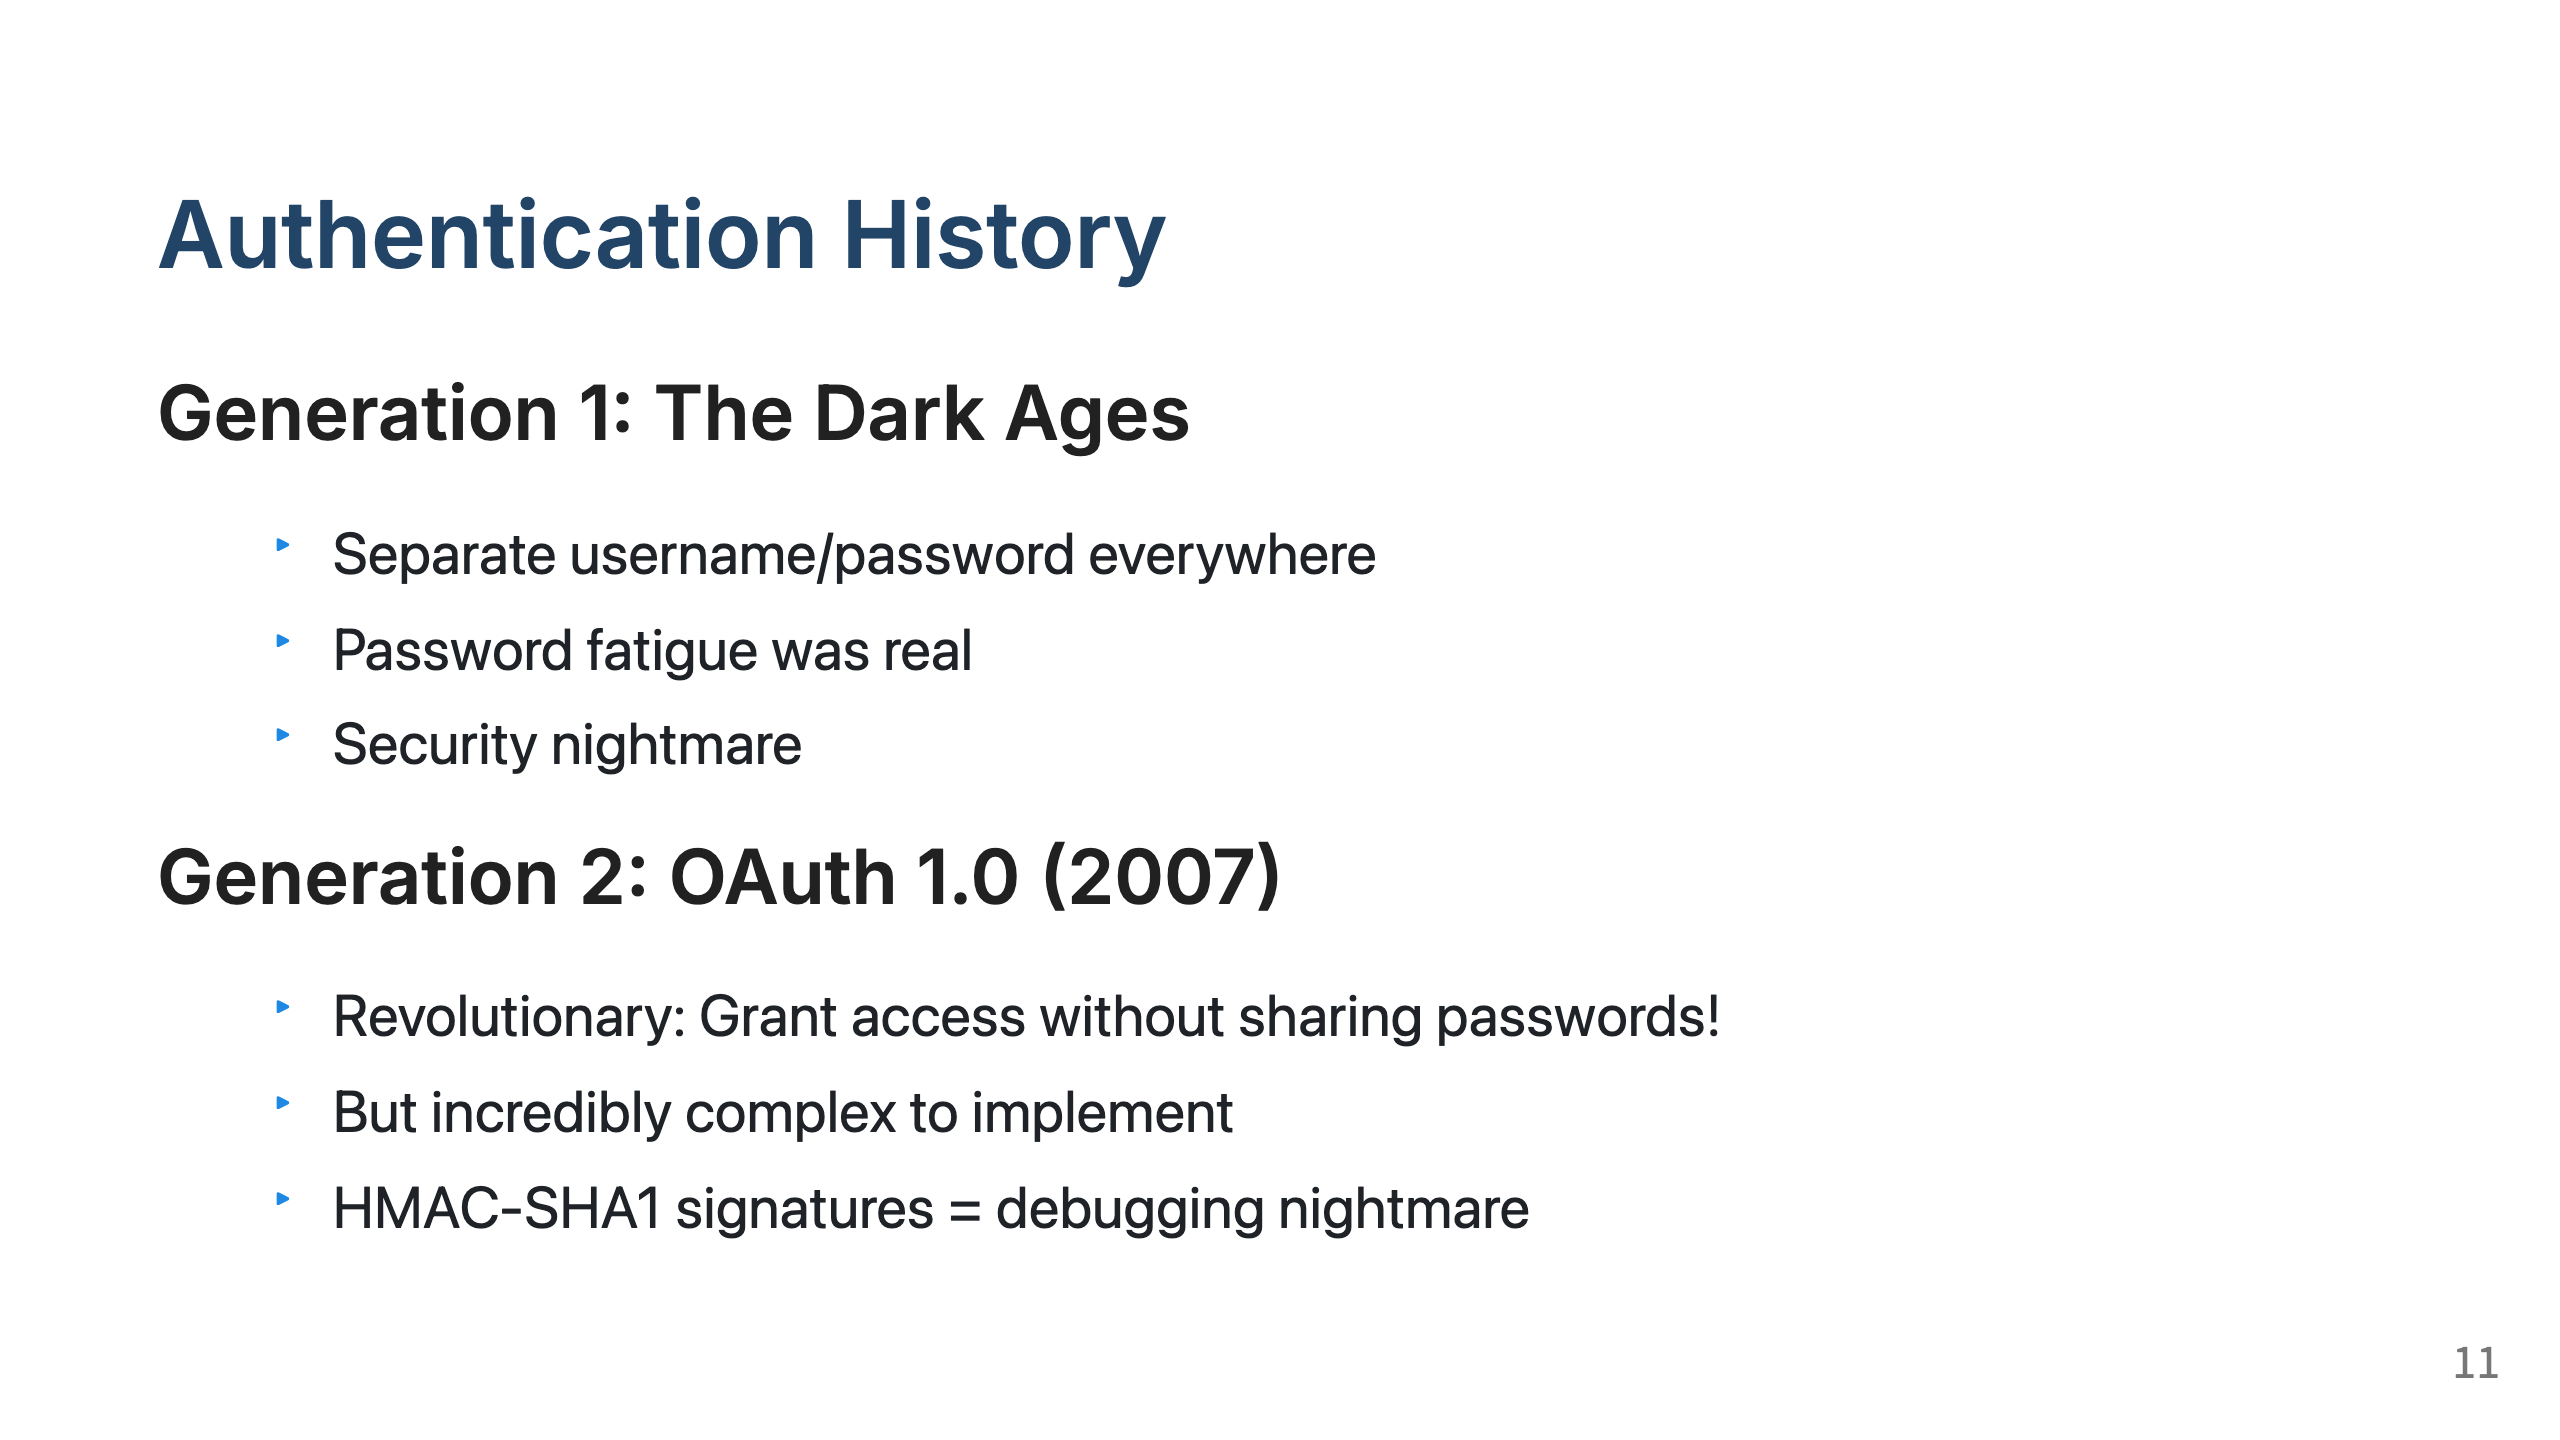 Authentication History
Generation 1: The Dark Ages
‣ Separate username/password everywhere
‣ Password fatigue was real
‣ Security nightmare
Generation 2: OAuth 1.0 (2007)
‣ Revolutionary: Grant access without sharing passwords!
‣ But incredibly complex to implement
‣ HMAC-SHA1 signatures = debugging nightmare
11